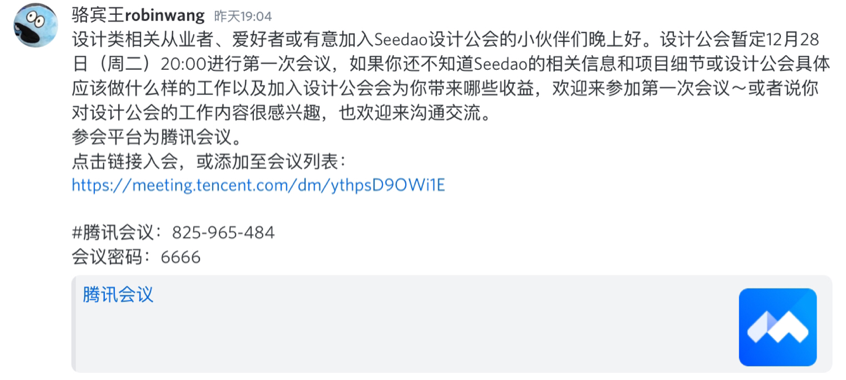 骆宾王robinwang 昨天19:04
设计类相关从业者、爱好者或有意加入Seedao设计公会的小伙伴们晚上好。设计公会暂定12月28
日（周二）20:00进行第一次会议，如果你还不知道Seedao的相关信息和项目细节或设计公会具体
应该做什么样的工作以及加入设计公会会为你带来哪些收益，欢迎来参加第一次会议～或者说你
对设计公会的工作内容很感兴趣，也欢迎来沟通交流。
参会平台为腾讯会议。
点击链接入会，或添加至会议列表：
https://meeting.tencent.com/dm/ythpsD9OWi1E
#腾讯会议：825-965-484
会议密码：6666
腾讯会议